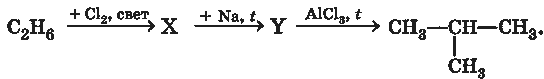 C₂H₆ + Cl₂, свет → X + Na, t → Y AlCl₃, t → CH₃—CH—CH₃.
CH₃